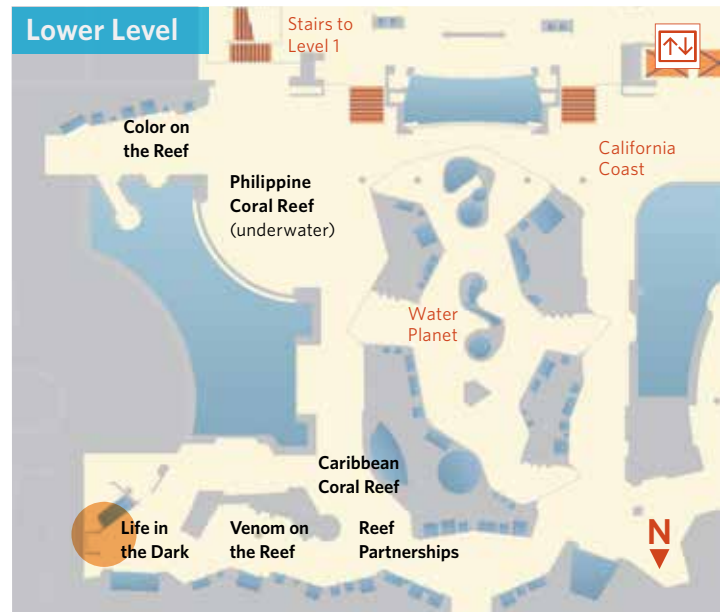 Lower Level
Stairs to
Level 1
Color on
the Reef
California
Coast
Philippine
Coral Reef
(underwater)
Water
Planet
Caribbean
Coral Reef
Life in
the Dark
Venom on
the Reef
Reef
Partnerships
N